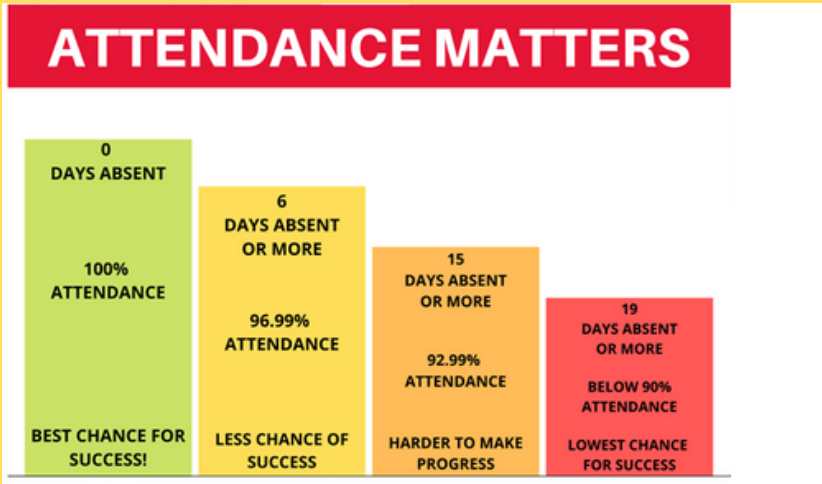 ATTENDANCE MATTERS
0
DAYS ABSENT
100%
ATTENDANCE
BEST CHANCE FOR
SUCCESS!
6
DAYS ABSENT
OR MORE
96.99%
ATTENDANCE
LESS CHANCE OF
SUCCESS
15
DAYS ABSENT
OR MORE
92.99%
ATTENDANCE
HARDER TO MAKE
PROGRESS
19
DAYS ABSENT
OR MORE
BELOW 90%
ATTENDANCE
LOWEST CHANCE
FOR SUCCESS